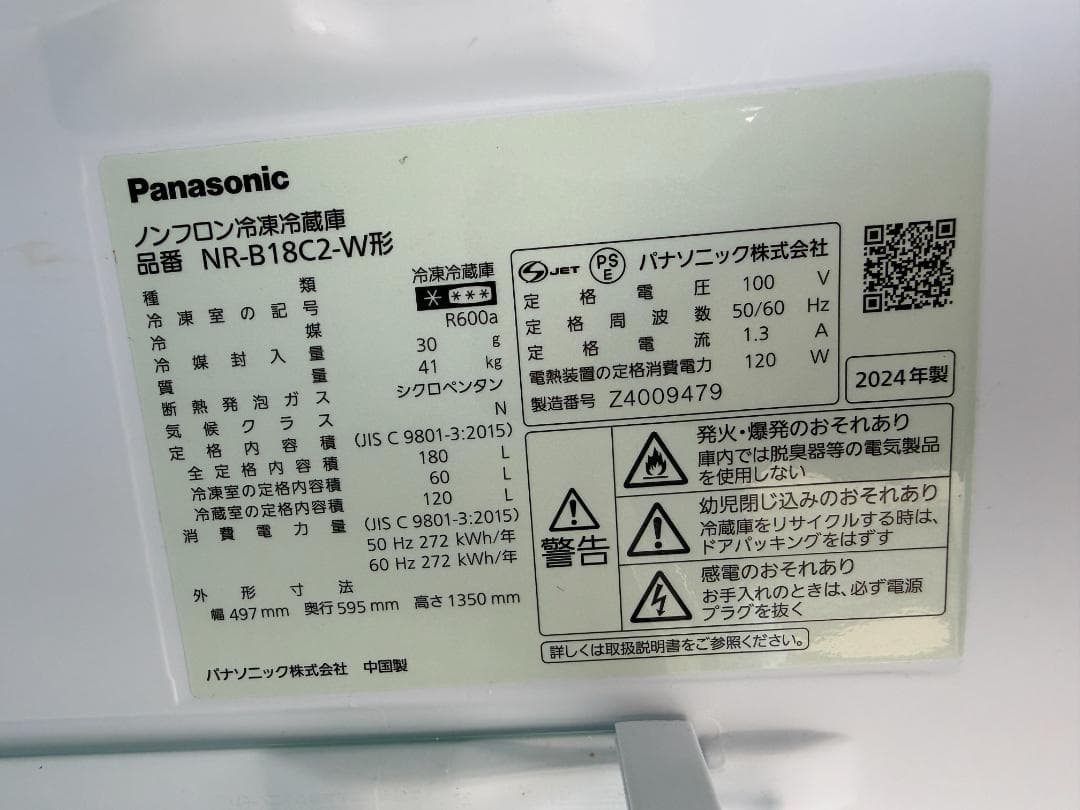 Panasonic
ノンフロン冷凍冷蔵庫
品番 NR-B18C2-W形
種類 冷凍冷蔵庫
冷凍室の記号
冷媒 R600a
冷媒封入量 30 g
質量 41 kg
断熱発泡ガス シクロペンタン
気候クラス N
定格内容積 (JIS C 9801-3:2015)
全定格内容積 180 L
冷凍室の定格内容積 60 L
冷蔵室の定格内容積 120 L
消費電力量 (JIS C 9801-3:2015)
50 Hz 272 kWh/年
60 Hz 272 kWh/年
外形寸法
幅 497 mm 奥行 595 mm 高さ 1350 mm
パナソニック株式会社 中国製
JET PSE パナソニック株式会社
定格電圧 100 V
定格周波数 50/60 Hz
定格電流 1.3 A
電熱装置の定格消費電力 120 W
製造番号 Z4009479
2024年製
警告
発火・爆発のおそれあり
庫内では脱臭器等の電気製品
を使用しない
幼児閉じ込みのおそれあり
冷蔵庫をリサイクルする時は、
ドアパッキングをはずす
感電のおそれあり
お手入れのときは、必ず電源
プラグを抜く
詳しくは取扱説明書をご参照ください。